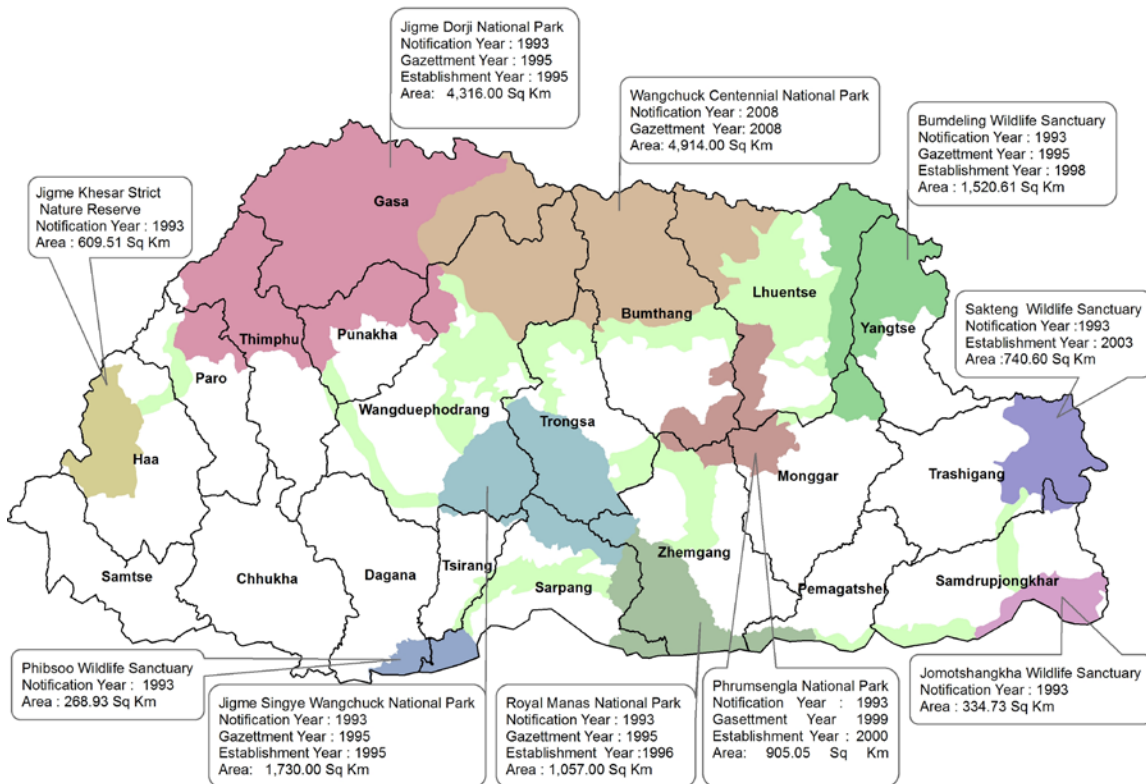 Jigme Dorji National Park
Notification Year : 1993
Gazettment Year : 1995
Establishment Year : 1995
Area: 4,316.00 Sq Km
Wangchuck Centennial National Park
Notification Year : 2008
Gazettment Year: 2008
Area: 4,914.00 Sq Km
Bumdeling Wildlife Sanctuary
Notification Year : 1993
Gazettment Year : 1995
Establishment Year : 1998
Area : 1,520.61 Sq Km
Jigme Khesar Strict
Nature Reserve
Notification Year : 1993
Area : 609.51 Sq Km
Sakteng Wildlife Sanctuary
Notification Year :1993
Establishment Year : 2003
Area :740.60 Sq Km
Gasa
Lhuentse
Bumthang
Yangtse
Thimphu
Punakha
Paro
Wangduephodrang
Trongsa
Haa
Monggar
Trashigang
Zhemgang
Tsirang
Samtse
Chhukha
Dagana
Sarpang
Pemagatshel
Samdrupjongkhar
Phibsoo Wildlife Sanctuary
Notification Year : 1993
Area : 268.93 Sq Km
Jigme Singye Wangchuck National Park
Notification Year : 1993
Gazettment Year : 1995
Establishment Year : 1995
Area: 1,730.00 Sq Km
Royal Manas National Park
Notification Year : 1993
Gazettment Year : 1995
Establishment Year :1996
Area : 1,057.00 Sq Km
Phrumsengla National Park
Notification Year : 1993
Gasettment Year 1999
Establishment Year : 2000
Area: 905.05 Sq Km
Jomotshangkha Wildlife Sanctuary
Notification Year : 1993
Area : 334.73 Sq Km